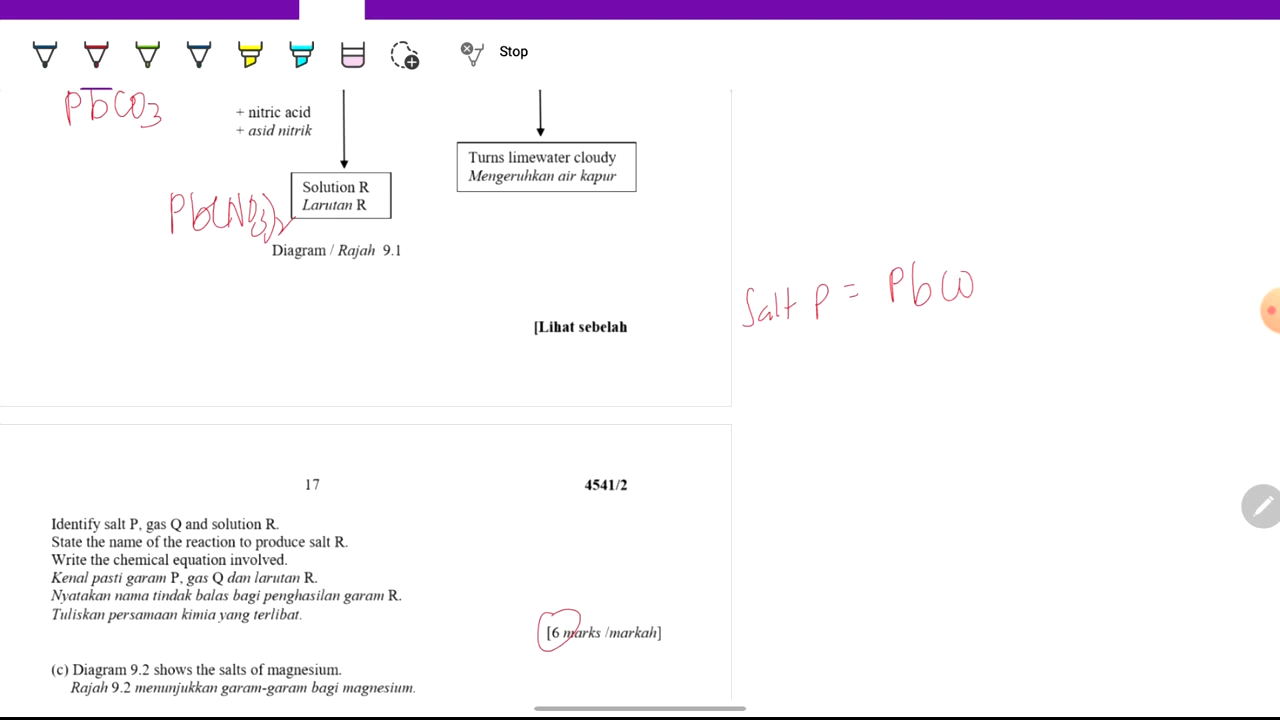 Stop
PbCO3
+ nitric acid
+ asid nitrik
Turns limewater cloudy
Mengeruhkan air kapur
Pb(NO3)2
Solution R
Larutan R
Diagram / Rajah 9.1
Salt P = PbCO
[Lihat sebelah
17
4541/2
Identify salt P, gas Q and solution R.
State the name of the reaction to produce salt R.
Write the chemical equation involved.
Kenal pasti garam P, gas Q dan larutan R.
Nyatakan nama tindak balas bagi penghasilan garam R.
Tuliskan persamaan kimia yang terlibat.
[6 marks /markah]
(c) Diagram 9.2 shows the salts of magnesium.
Rajah 9.2 menunjukkan garam-garam bagi magnesium.